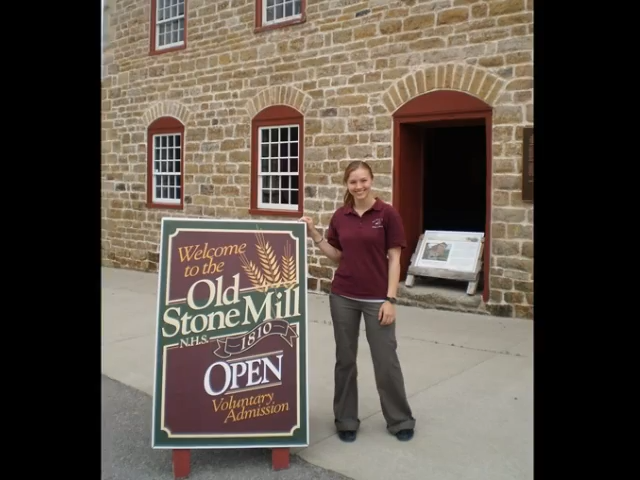 Welcome
to the
Old
Stone Mill
N.H.S.
1810
OPEN
Voluntary
Admission